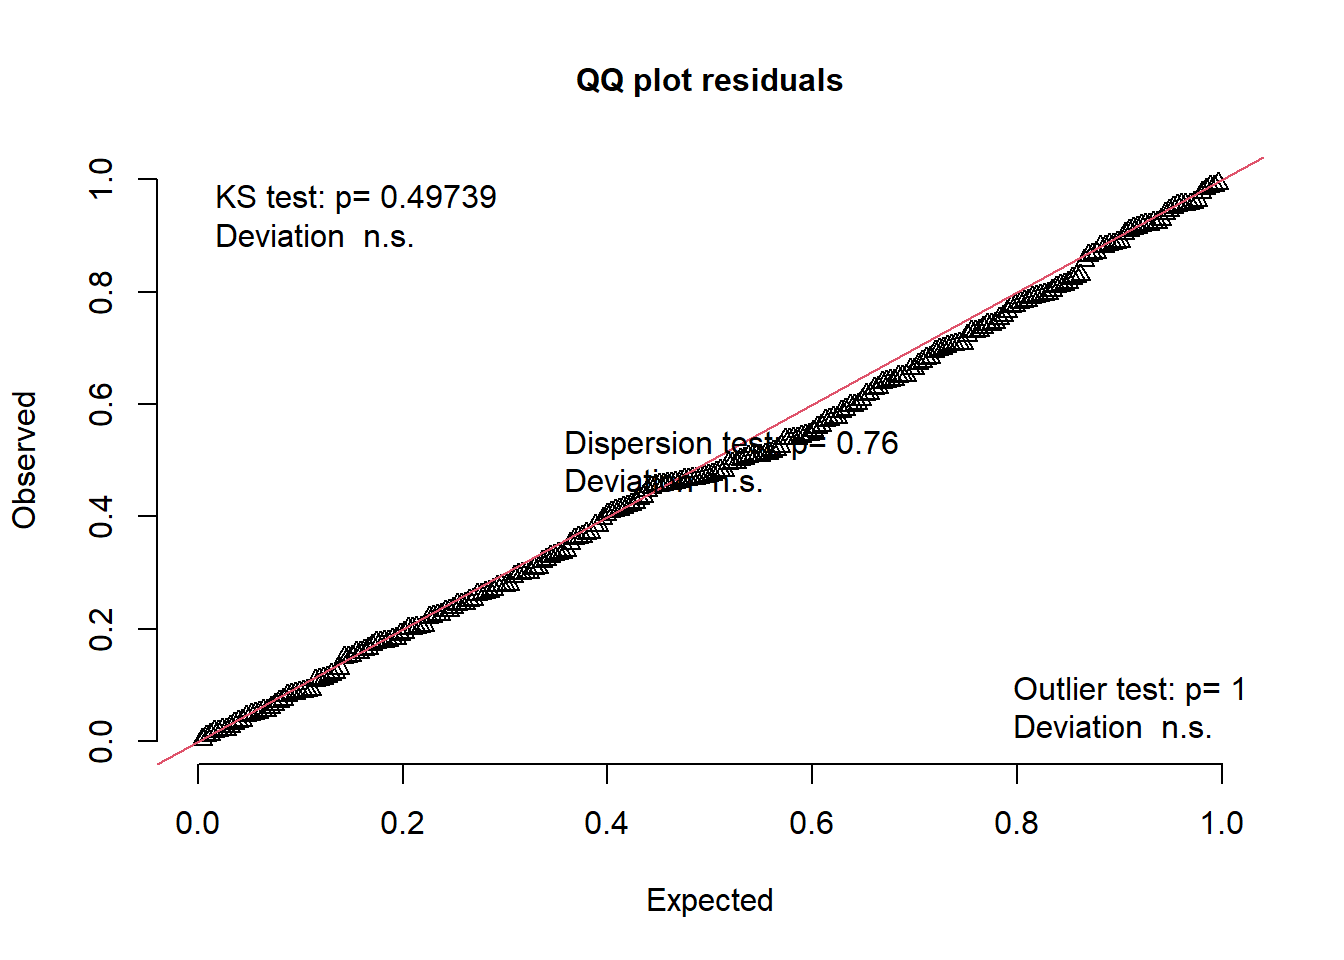 QQ plot residuals
KS test: p= 0.49739
Deviation  n.s.
Dispersion test: p= 0.76
Deviation  n.s.
Outlier test: p= 1
Deviation  n.s.
Observed
0.0
0.2
0.4
0.6
0.8
1.0
0.0 0.2 0.4 0.6 0.8 1.0
Expected